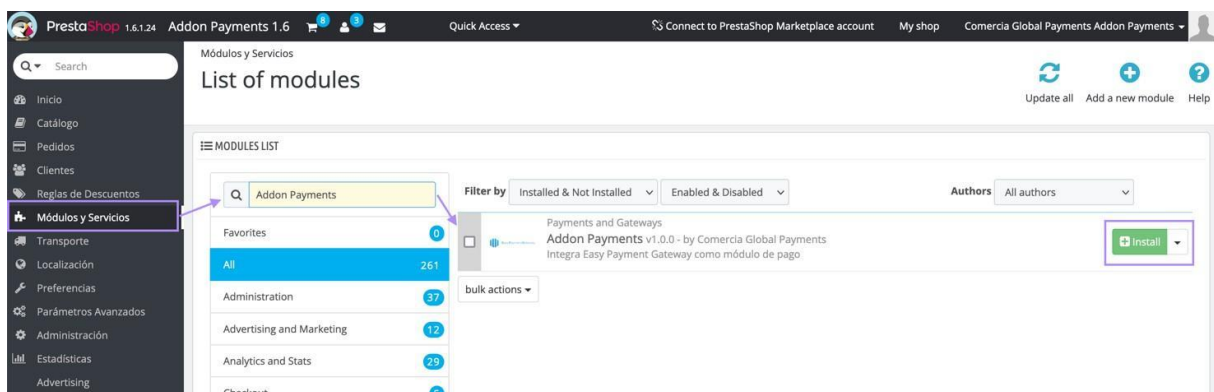 PrestaShop 1.6.1.24 Addon Payments 1.6 8 3 Quick Access Connect to PrestaShop Marketplace account My shop Comercia Global Payments Addon Payments
Search
Inicio
Catálogo
Pedidos
Clientes
Reglas de Descuentos
Módulos y Servicios
Transporte
Localización
Preferencias
Parámetros Avanzados
Administración
Estadísticas
Advertising
Módulos y Servicios
List of modules
Update all Add a new module Help
MODULES LIST
Addon Payments
Favorites 0
All 261
Administration 37
Advertising and Marketing 12
Analytics and Stats 29
Checkout 6
Filter by Installed & Not Installed Enabled & Disabled Authors All authors
Payments and Gateways
Addon Payments v1.0.0 - by Comercia Global Payments
Integra Easy Payment Gateway como módulo de pago
Install
bulk actions